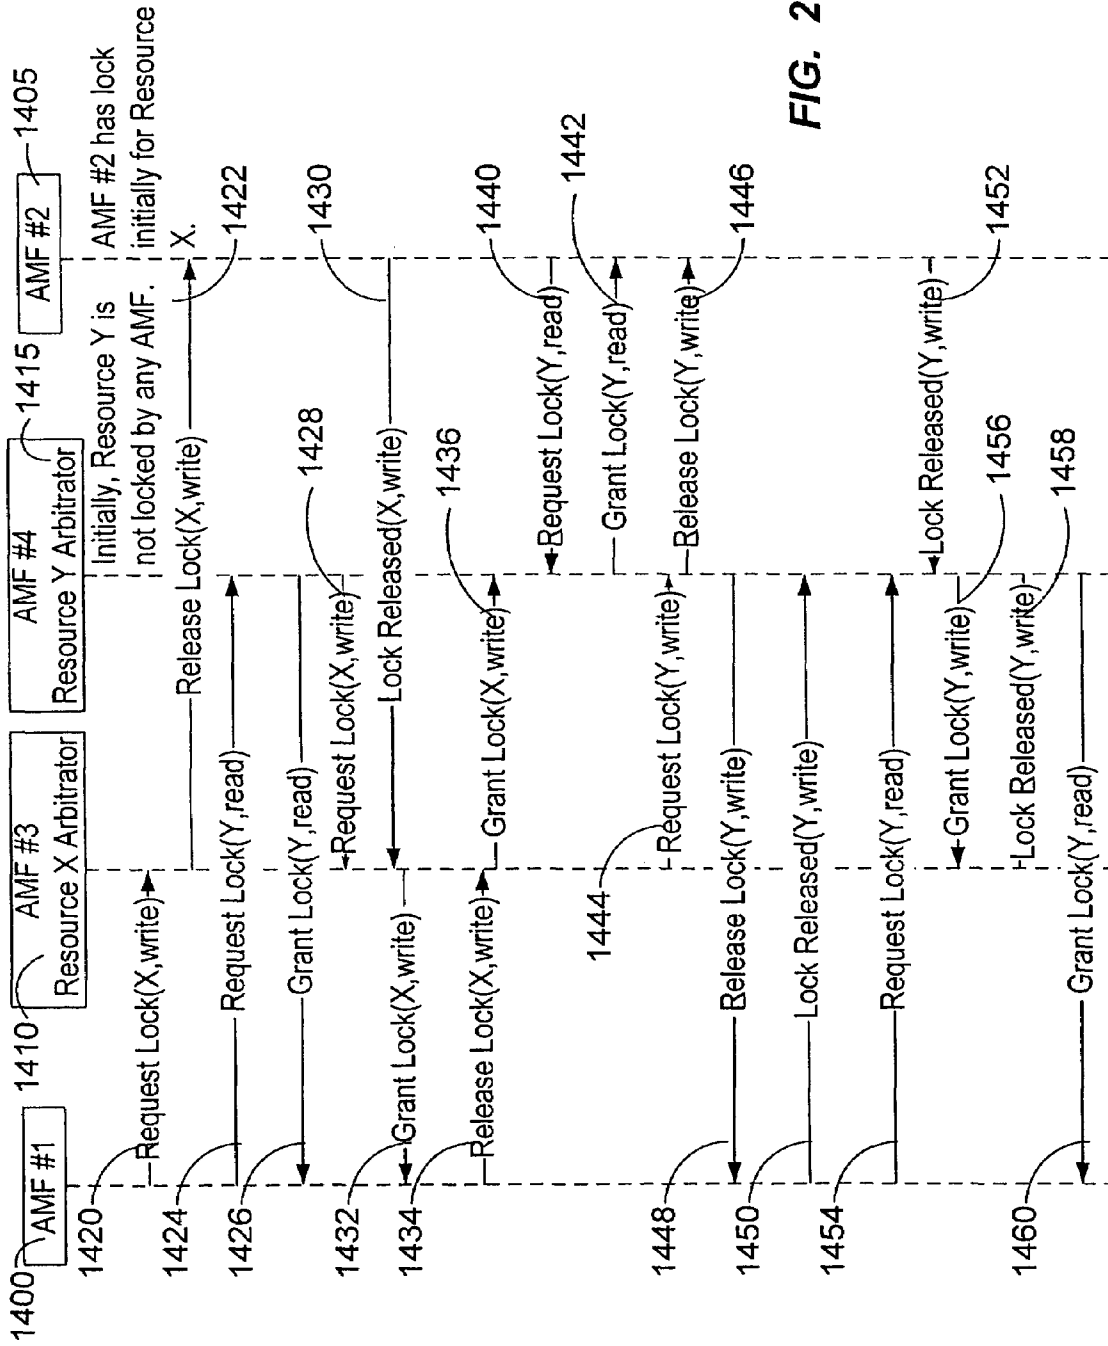 1400
AMF #1
1410
AMF #3
Resource X Arbitrator
AMF #4
Resource Y Arbitrator
1415
AMF #2
1405
Initially, Resource Y is
not locked by any AMF.
AMF #2 has lock
initially for Resource
X.
1420
Request Lock(X,write)
Release Lock(X,write)
1422
1424
Request Lock(Y,read)
1426
Grant Lock(Y,read)
Request Lock(X,write)
1428
Lock Released(X,write)
1430
1432
Grant Lock(X,write)
1434
Release Lock(X,write)
Grant Lock(X,write)
1436
Request Lock(Y,read)
1440
Grant Lock(Y,read)
1442
1444
Request Lock(Y,write)
Release Lock(Y,write)
1446
1448
Release Lock(Y,write)
1450
Lock Released(Y,write)
1454
Request Lock(Y,read)
Lock Released(Y,write)
1452
Grant Lock(Y,write)
1456
Lock Released(Y,write)
1458
1460
Grant Lock(Y,read)
FIG. 2